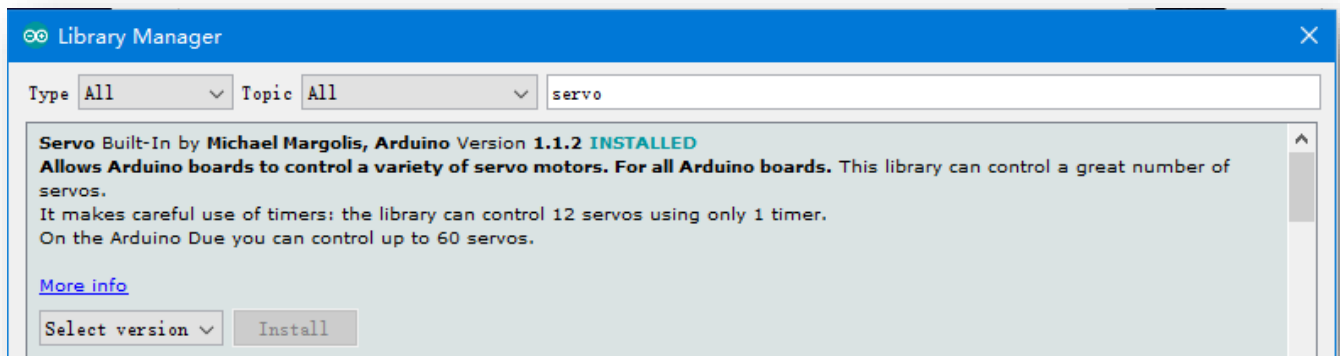 Library Manager
Type All Topic All servo
Servo Built-In by Michael Margolis, Arduino Version 1.1.2 INSTALLED
Allows Arduino boards to control a variety of servo motors. For all Arduino boards. This library can control a great number of
servos.
It makes careful use of timers: the library can control 12 servos using only 1 timer.
On the Arduino Due you can control up to 60 servos.
More info
Select version Install